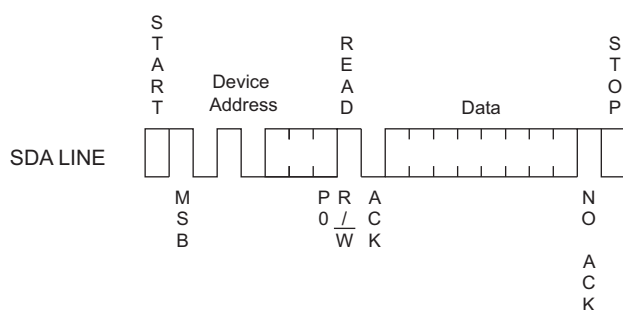 START
Device
Address
READ
Data
STOP
SDA LINE
MSB
P0
R/W
ACK
NO ACK